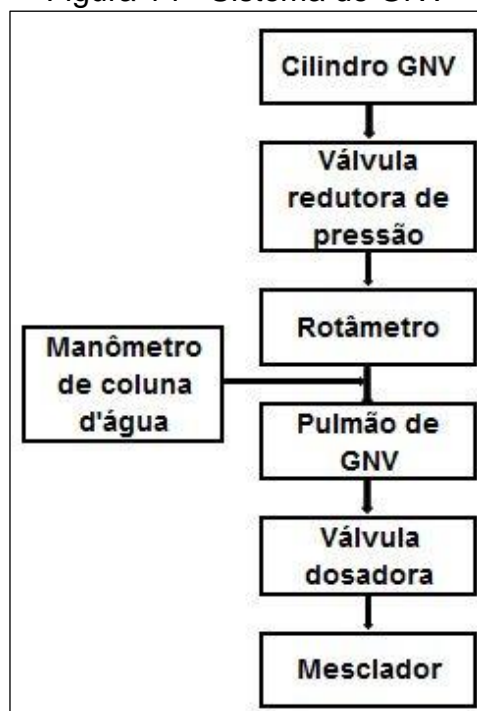 Cilindro GNV
Válvula
redutora de
pressão
Rotâmetro
Manômetro
de coluna
d'água
Pulmão de
GNV
Válvula
dosadora
Mesclador